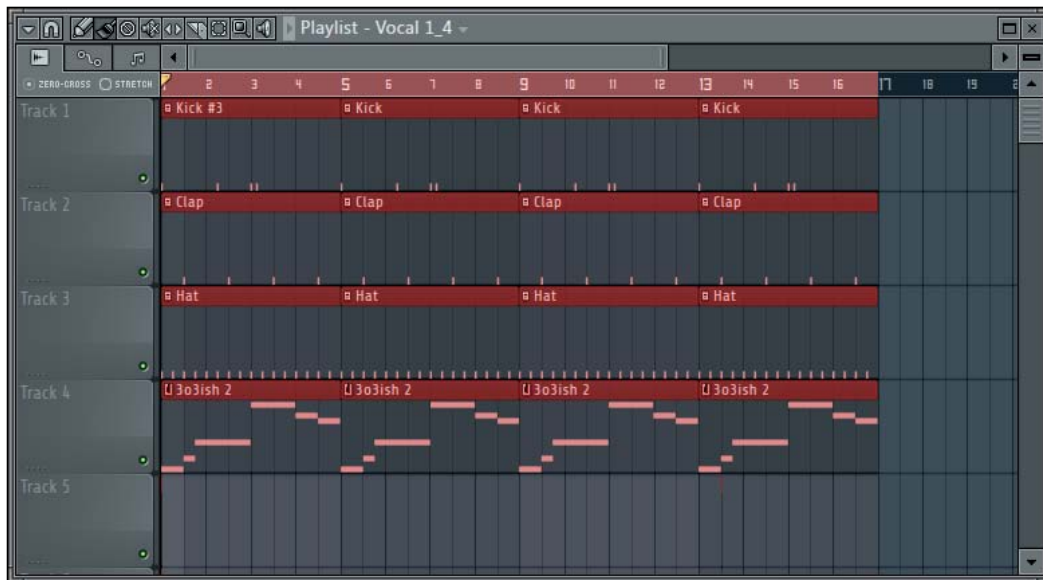 Playlist - Vocal 1_4
ZERO-CROSS STRETCH 2 3 4 5 6 7 8 9 10 11 12 13 14 15 16 17 18 19
Track 1 Kick #3 Kick Kick Kick
Track 2 Clap Clap Clap Clap
Track 3 Hat Hat Hat Hat
Track 4 3o3ish 2 3o3ish 2 3o3ish 2 3o3ish 2
Track 5